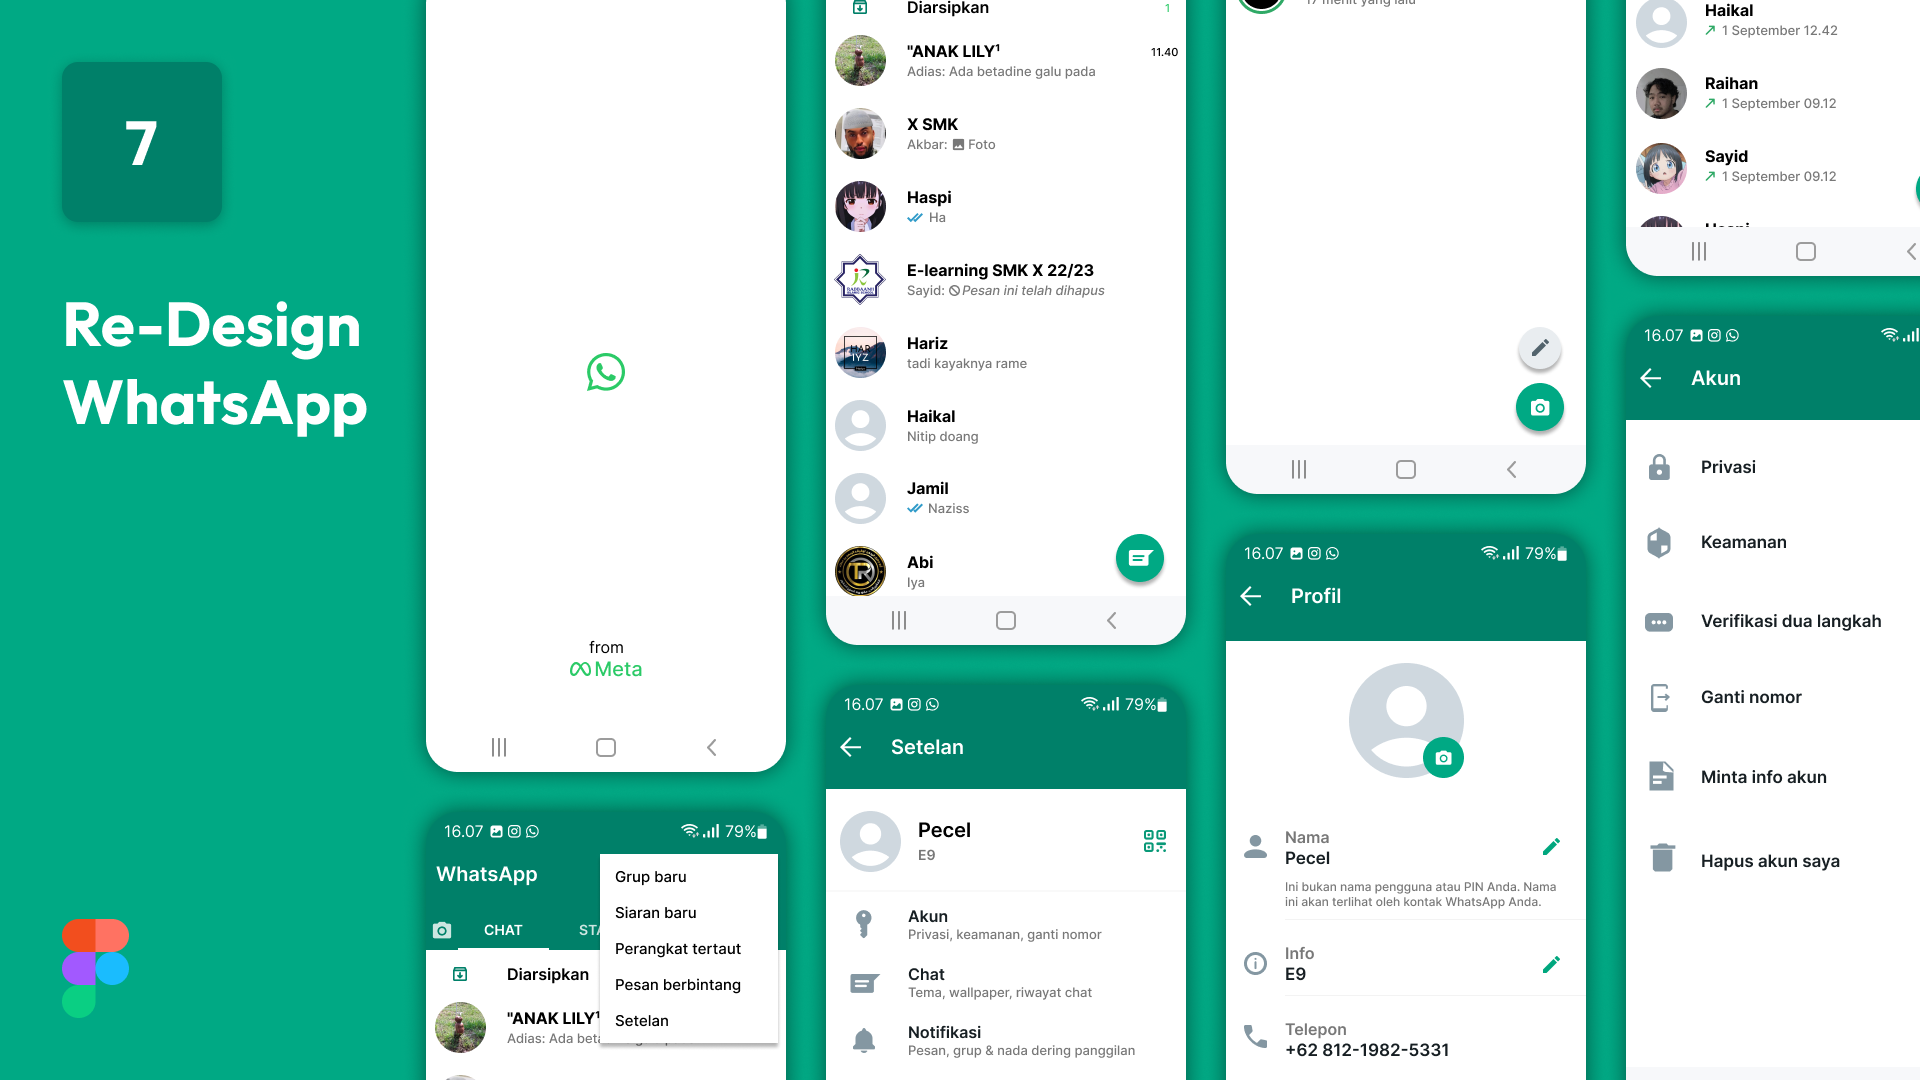 7
Re-Design
WhatsApp
from
Meta
16.07
79%
WhatsApp
CHAT
STA
Grup baru
Siaran baru
Perangkat tertaut
Pesan berbintang
Setelan
Diarsipkan
"ANAK LILY¹
Adias: Ada beta
Diarsipkan
1
"ANAK LILY¹
11.40
Adias: Ada betadine galu pada
X SMK
Akbar: Foto
Haspi
Ha
E-learning SMK X 22/23
Sayid: Pesan ini telah dihapus
Hariz
tadi kayaknya rame
Haikal
Nitip doang
Jamil
Naziss
Abi
Iya
16.07
79%
Setelan
Pecel
E9
Akun
Privasi, keamanan, ganti nomor
Chat
Tema, wallpaper, riwayat chat
Notifikasi
Pesan, grup & nada dering panggilan
17 menit yang lalu
16.07
79%
Profil
Nama
Pecel
Ini bukan nama pengguna atau PIN Anda. Nama
ini akan terlihat oleh kontak WhatsApp Anda.
Info
E9
Telepon
+62 812-1982-5331
Haikal
1 September 12.42
Raihan
1 September 09.12
Sayid
1 September 09.12
Haspi
16.07
Akun
Privasi
Keamanan
Verifikasi dua langkah
Ganti nomor
Minta info akun
Hapus akun saya